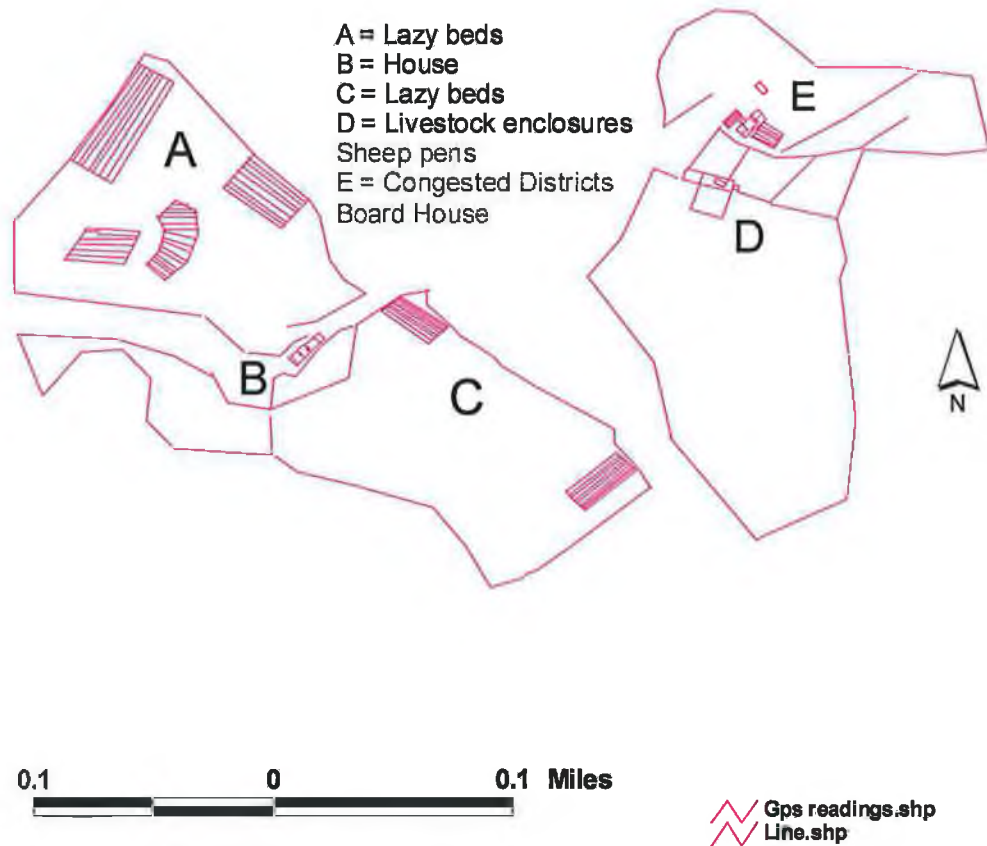 A = Lazy beds
B = House
C = Lazy beds
D = Livestock enclosures
Sheep pens
E = Congested Districts
Board House
A
E
D
B
C
N
0.1 0 0.1 Miles
Gps readings.shp
Line.shp